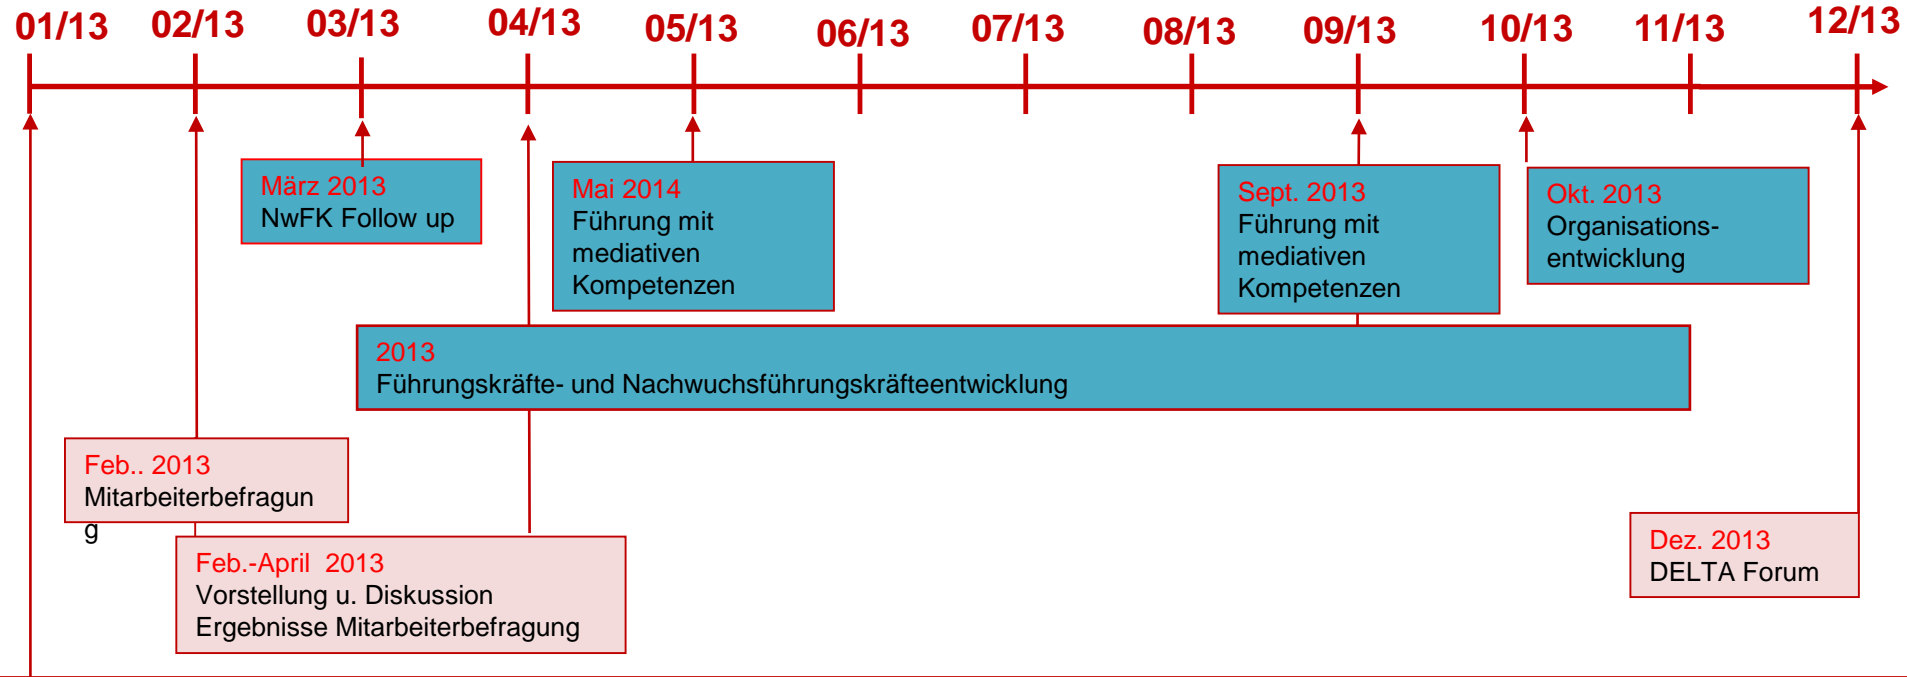 01/13 02/13 03/13 04/13 05/13 06/13 07/13 08/13 09/13 10/13 11/13 12/13
März 2013
NwFK Follow up
Mai 2014
Führung mit
mediativen
Kompetenzen
Sept. 2013
Führung mit
mediativen
Kompetenzen
Okt. 2013
Organisations-
entwicklung
2013
Führungskräfte- und Nachwuchsführungskräfteentwicklung
Feb.. 2013
Mitarbeiterbefragun
g
Feb.-April  2013
Vorstellung u. Diskussion
Ergebnisse Mitarbeiterbefragung
Dez. 2013
DELTA Forum